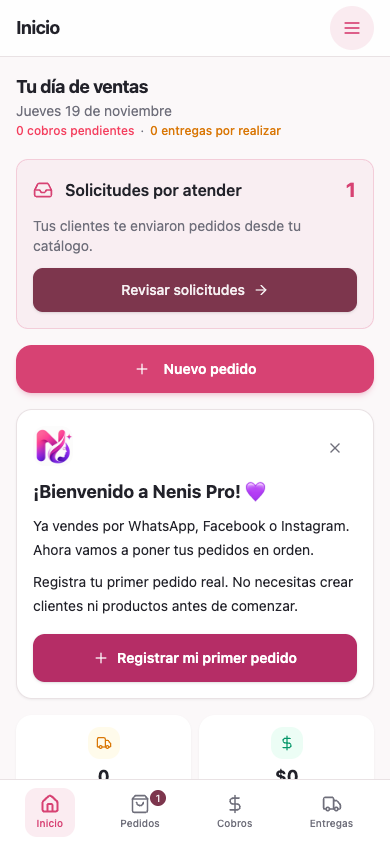 Inicio
Tu día de ventas
Jueves 19 de noviembre
0 cobros pendientes · 0 entregas por realizar
Solicitudes por atender 1
Tus clientes te enviaron pedidos desde tu
catálogo.
Revisar solicitudes →
+ Nuevo pedido
¡Bienvenido a Nenis Pro! 💜
Ya vendes por WhatsApp, Facebook o Instagram.
Ahora vamos a poner tus pedidos en orden.
Registra tu primer pedido real. No necesitas crear
clientes ni productos antes de comenzar.
+ Registrar mi primer pedido
0 $0
1
Inicio Pedidos Cobros Entregas